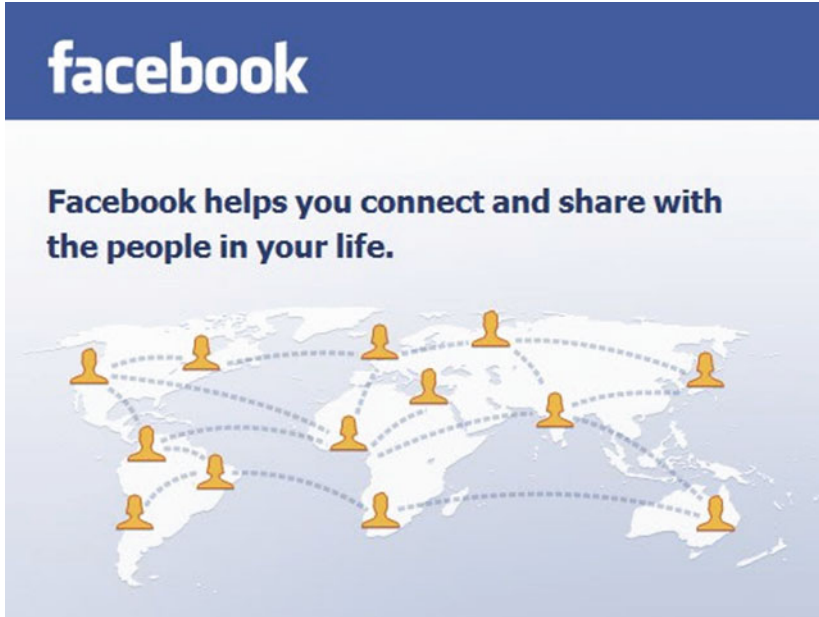 facebook
Facebook helps you connect and share with
the people in your life.